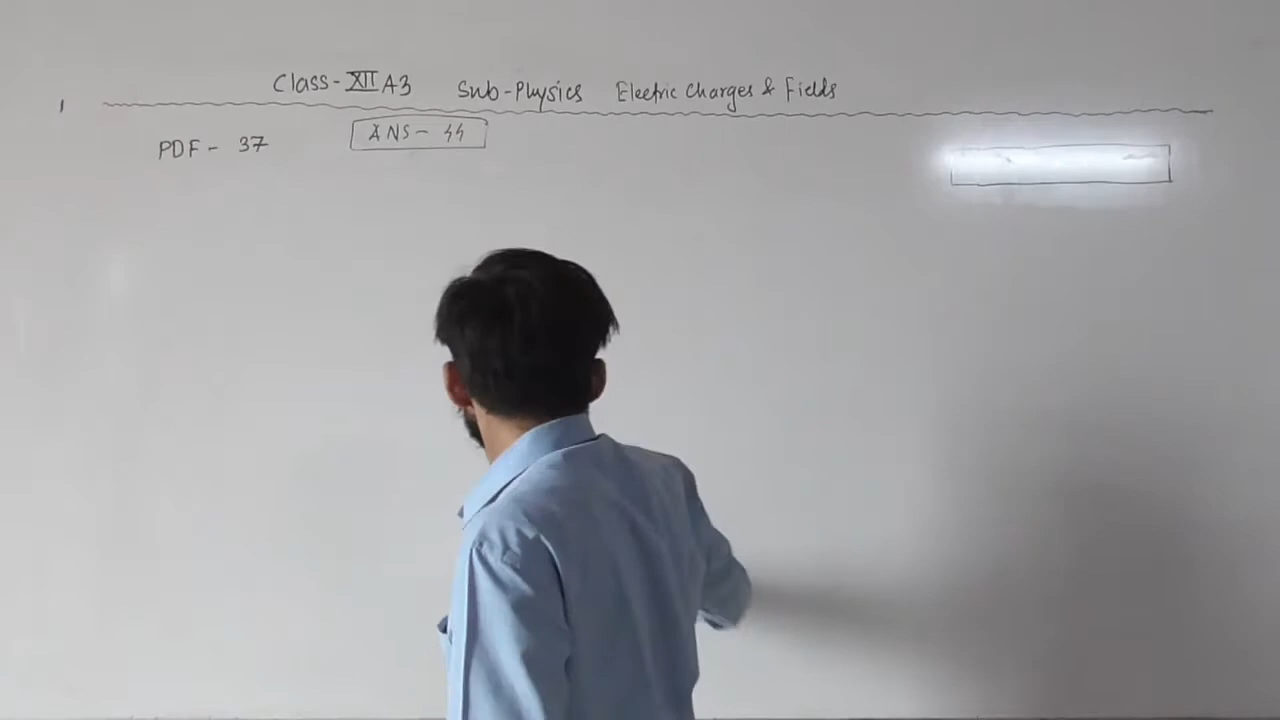 Class- XII A3 Sub-Physics Electric Charges & Fields
PDF - 37 ANS - 44